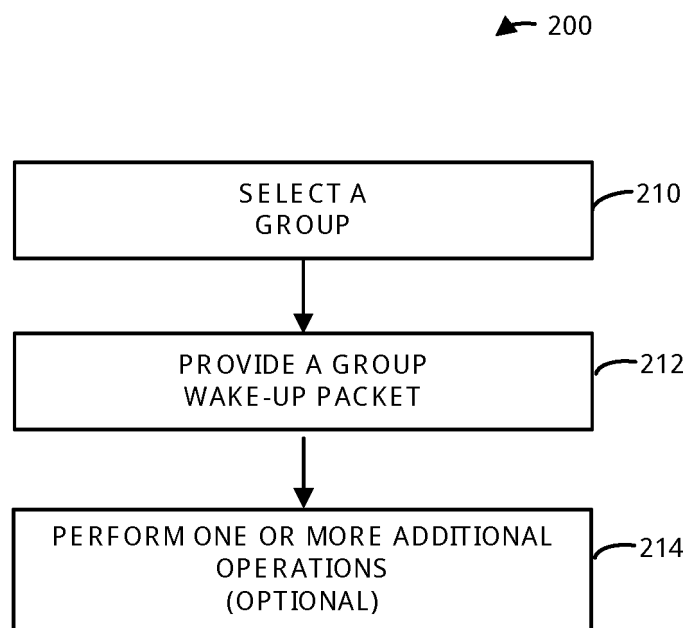 200
SELECT A
GROUP
210
PROVIDE A GROUP
WAKE-UP PACKET
212
PERFORM ONE OR MORE ADDITIONAL
OPERATIONS
(OPTIONAL)
214